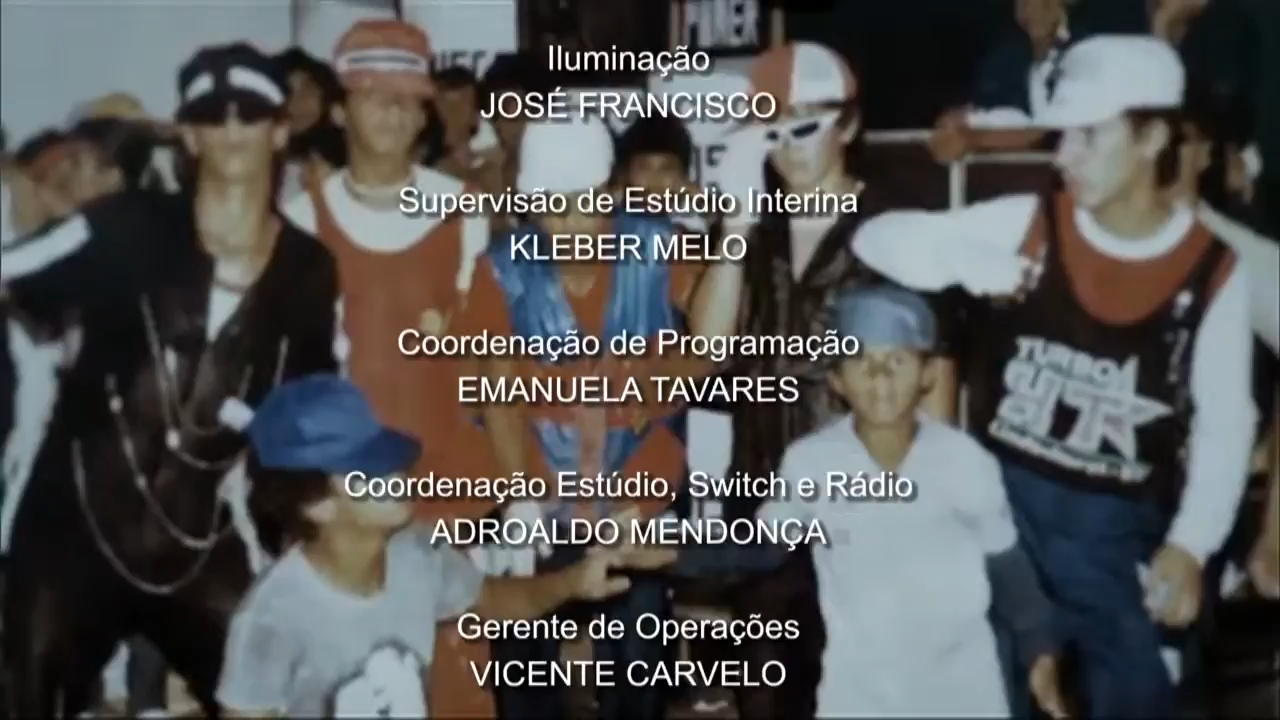 Iluminação
JOSÉ FRANCISCO
Supervisão de Estúdio Interina
KLEBER MELO
Coordenação de Programação
EMANUELA TAVARES
Coordenação Estúdio, Switch e Rádio
ADROALDO MENDONÇA
Gerente de Operações
VICENTE CARVELO
TURBO